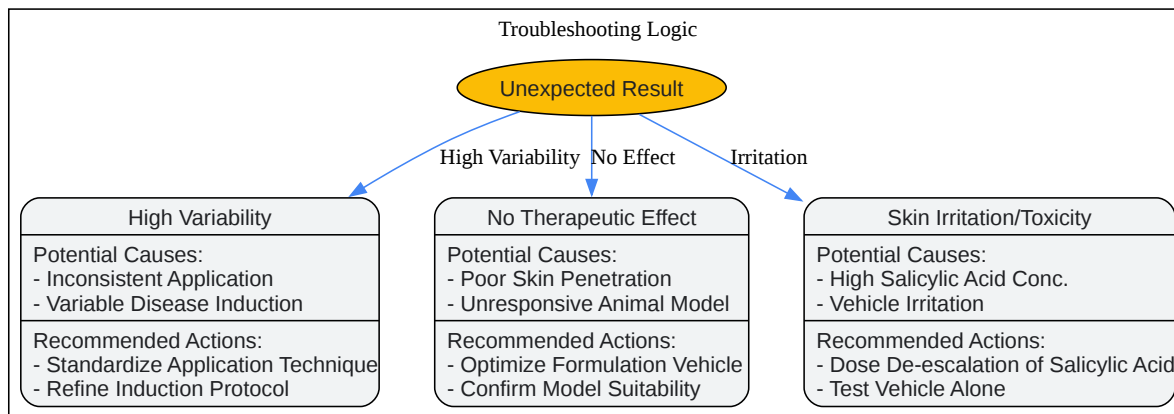 Troubleshooting Logic
Unexpected Result
High Variability
No Effect
Irritation
High Variability
Potential Causes:
- Inconsistent Application
- Variable Disease Induction
Recommended Actions:
- Standardize Application Technique
- Refine Induction Protocol
No Therapeutic Effect
Potential Causes:
- Poor Skin Penetration
- Unresponsive Animal Model
Recommended Actions:
- Optimize Formulation Vehicle
- Confirm Model Suitability
Skin Irritation/Toxicity
Potential Causes:
- High Salicylic Acid Conc.
- Vehicle Irritation
Recommended Actions:
- Dose De-escalation of Salicylic Acid
- Test Vehicle Alone